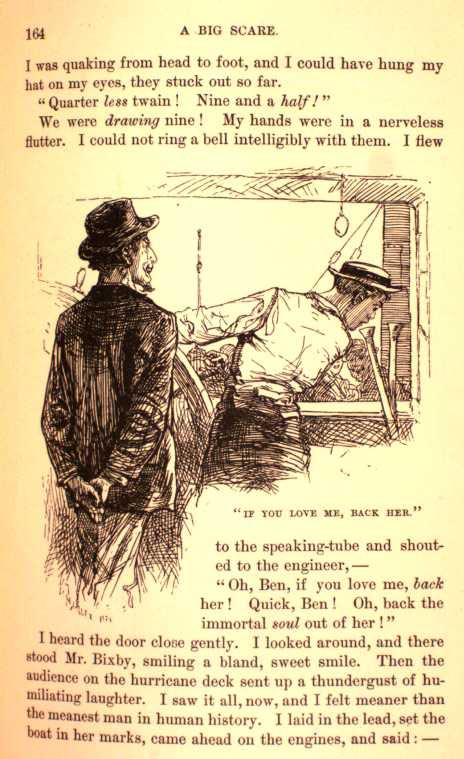 164
A BIG SCARE.
I was quaking from head to foot, and I could have hung my
hat on my eyes, they stuck out so far.
“Quarter less twain! Nine and a half!”
We were drawing nine! My hands were in a nerveless
flutter. I could not ring a bell intelligibly with them. I flew
“IF YOU LOVE ME, BACK HER.”
to the speaking-tube and shout-
ed to the engineer,—
“Oh, Ben, if you love me, back
her! Quick, Ben! Oh, back the
immortal soul out of her!”
I heard the door close gently. I looked around, and there
stood Mr. Bixby, smiling a bland, sweet smile. Then the
audience on the hurricane deck sent up a thundergust of hu-
miliating laughter. I saw it all, now, and I felt meaner than
the meanest man in human history. I laid in the lead, set the
boat in her marks, came ahead on the engines, and said:—